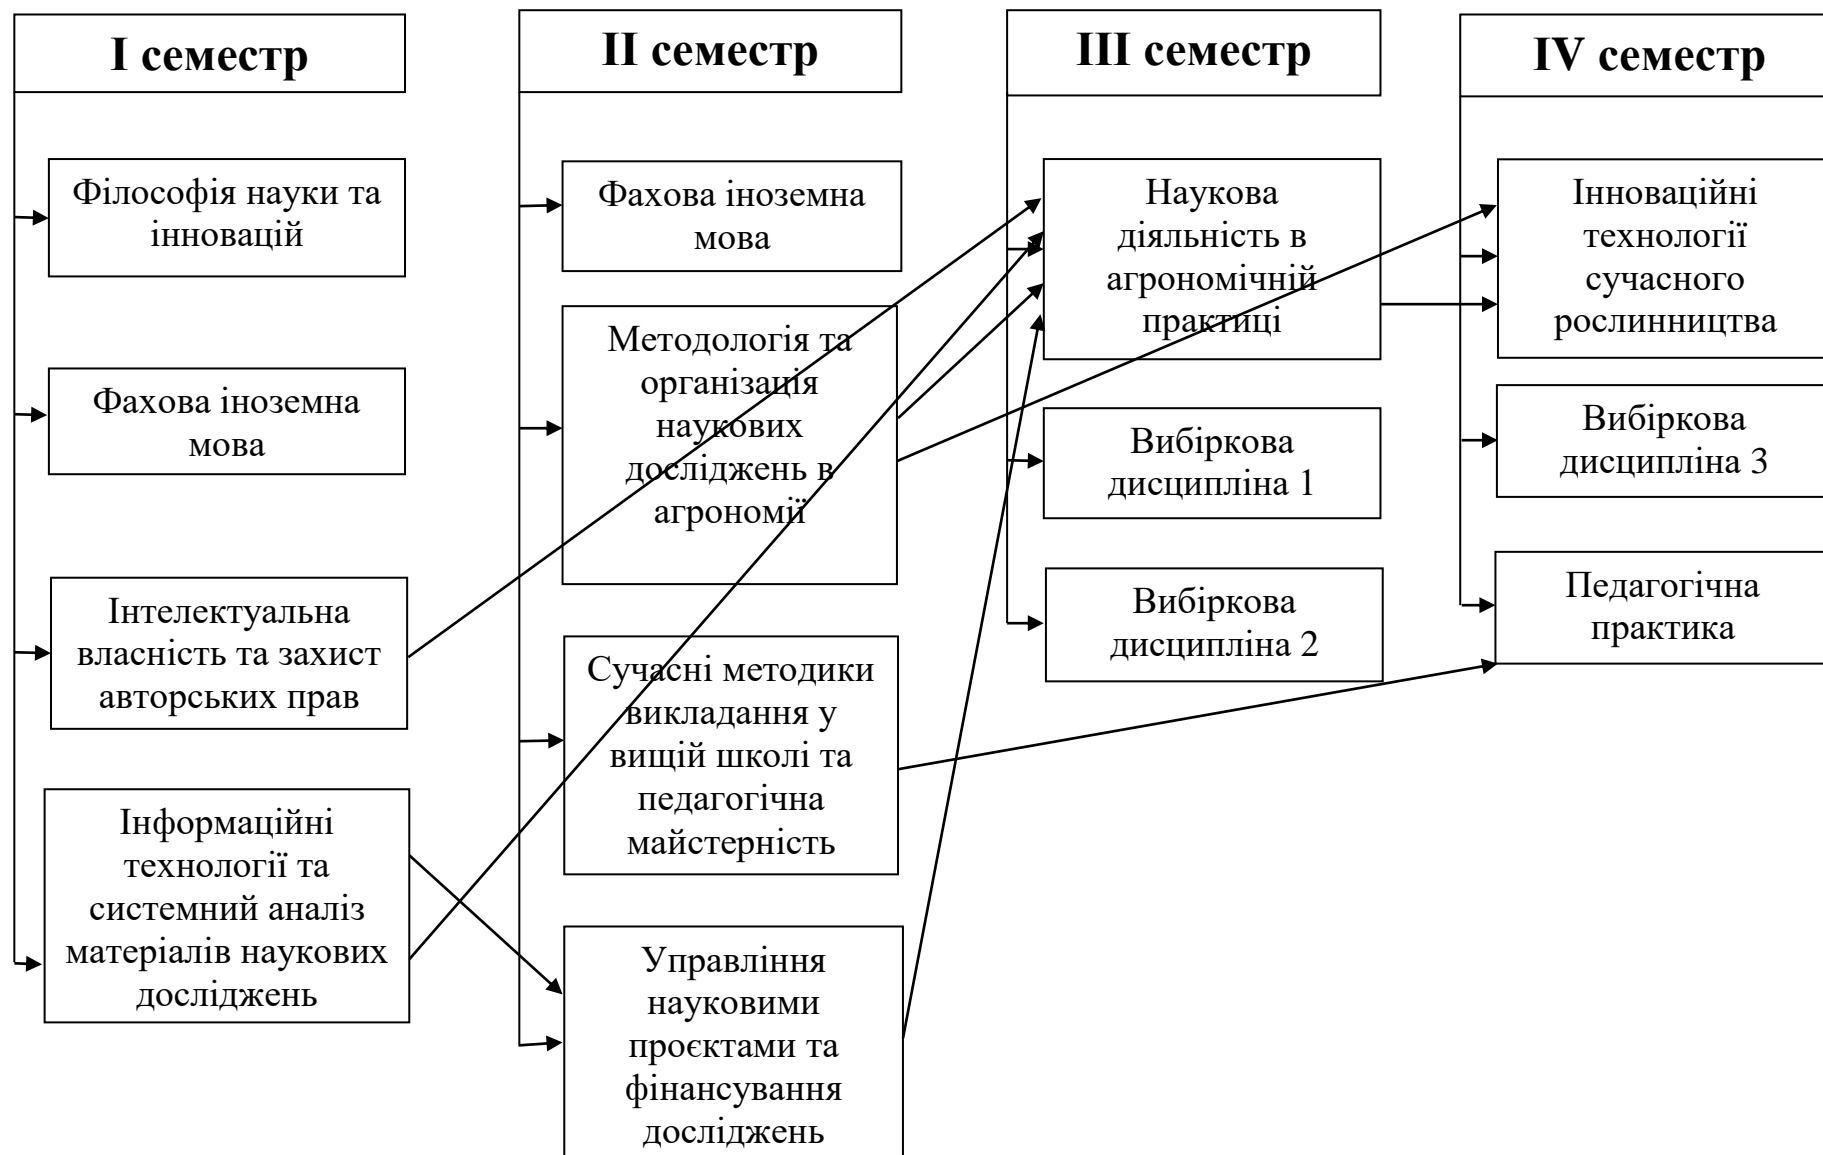 I семестр
Філософія науки та
інновацій
Фахова іноземна
мова
Інтелектуальна
власність та захист
авторських прав
Інформаційні
технології та
системний аналіз
матеріалів наукових
досліджень
II семестр
Фахова іноземна
мова
Методологія та
організація
наукових
досліджень в
агрономії
Сучасні методики
викладання у
вищій школі та
педагогічна
майстерність
Управління
науковими
проєктами та
фінансування
досліджень
III семестр
Наукова
діяльність в
агрономічній
практиці
Вибіркова
дисципліна 1
Вибіркова
дисципліна 2
IV семестр
Інноваційні
технології
сучасного
рослинництва
Вибіркова
дисципліна 3
Педагогічна
практика